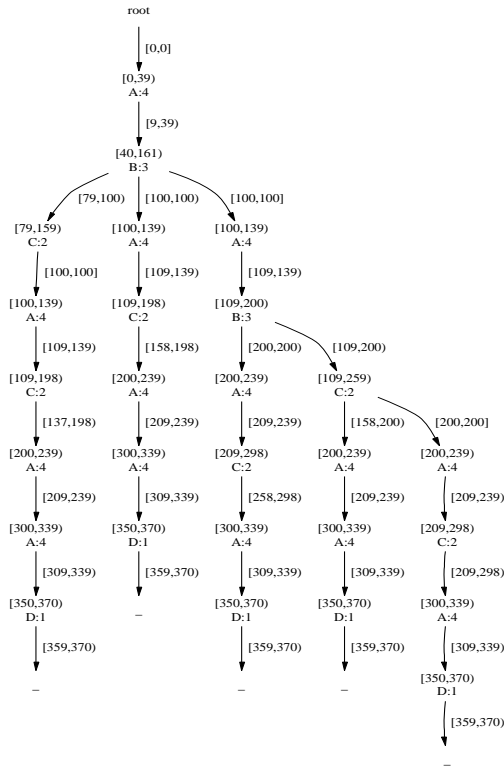 root
[0,0]
[0,39)
A:4
[9,39)
[40,161)
B:3
[79,100) [100,100) [100,100]
[79,159) [100,139) [100,139)
C:2 A:4 A:4
[100,100] [109,139) [109,139)
[100,139) [109,198) [109,200)
A:4 C:2 B:3
[109,139) [158,198) [200,200) [109,200)
[109,198) [200,239) [200,239) [109,259)
C:2 A:4 A:4 C:2
[137,198) [209,239) [209,239) [158,200) [200,200]
[200,239) [300,339) [209,298) [200,239) [200,239)
A:4 A:4 C:2 A:4 A:4
[209,239) [309,339) [258,298) [209,239) [209,239)
[300,339) [350,370) [300,339) [300,339) [209,298)
A:4 D:1 A:4 A:4 C:2
[309,339) [359,370) [309,339) [309,339) [209,298)
[350,370) [350,370) [350,370) [300,339)
D:1 – D:1 D:1 A:4
[359,370) [359,370) [359,370) [309,339)
[350,370)
– – – D:1
[359,370)
–